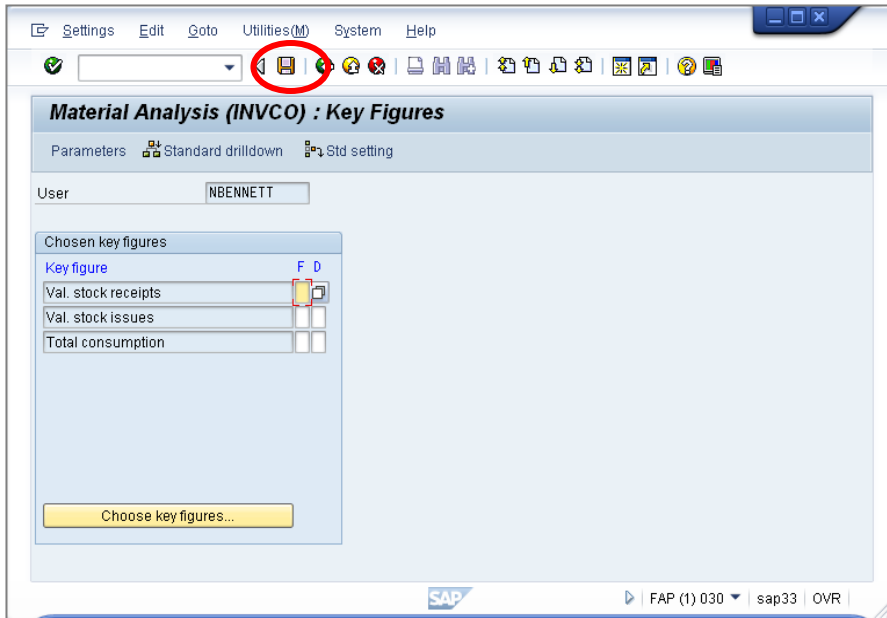 Settings Edit Goto Utilities(M) System Help
Material Analysis (INVCO) : Key Figures
Parameters Standard drilldown Std setting
User NBENNETT
Chosen key figures
Key figure F D
Val. stock receipts
Val. stock issues
Total consumption
Choose key figures...
SAP FAP (1) 030 sap33 OVR